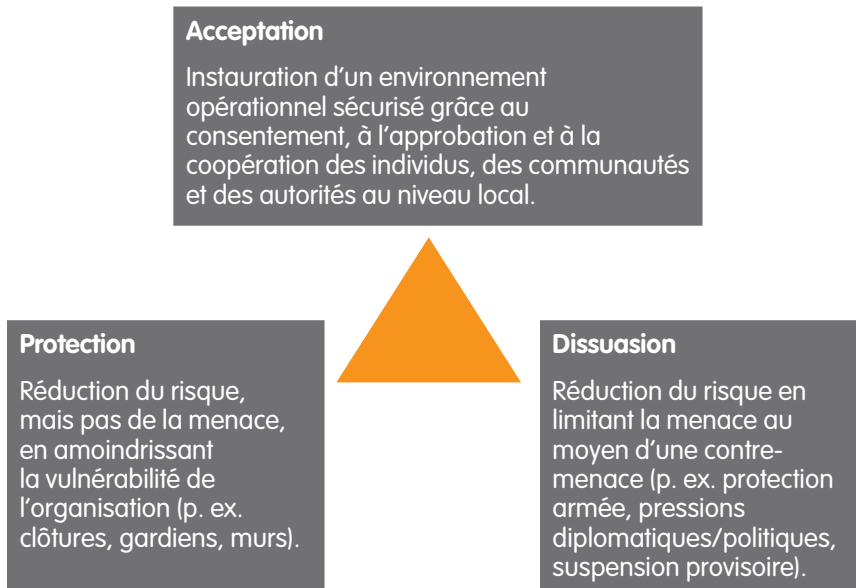 Acceptation
Instauration d’un environnement
opérationnel sécurisé grâce au
consentement, à l’approbation et à la
coopération des individus, des communautés
et des autorités au niveau local.
Protection
Réduction du risque,
mais pas de la menace,
en amoindrissant
la vulnérabilité de
l’organisation (p. ex.
clôtures, gardiens, murs).
Dissuasion
Réduction du risque en
limitant la menace au
moyen d’une contre-
menace (p. ex. protection
armée, pressions
diplomatiques/politiques,
suspension provisoire).